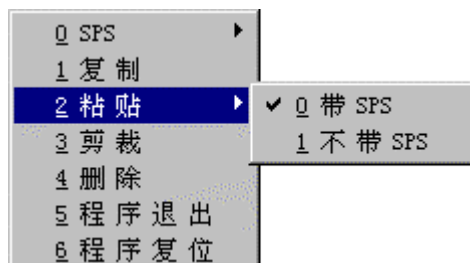 0 SPS
1 复制
2 粘贴
3 剪裁
4 删除
5 程序退出
6 程序复位
0 带 SPS
1 不带 SPS